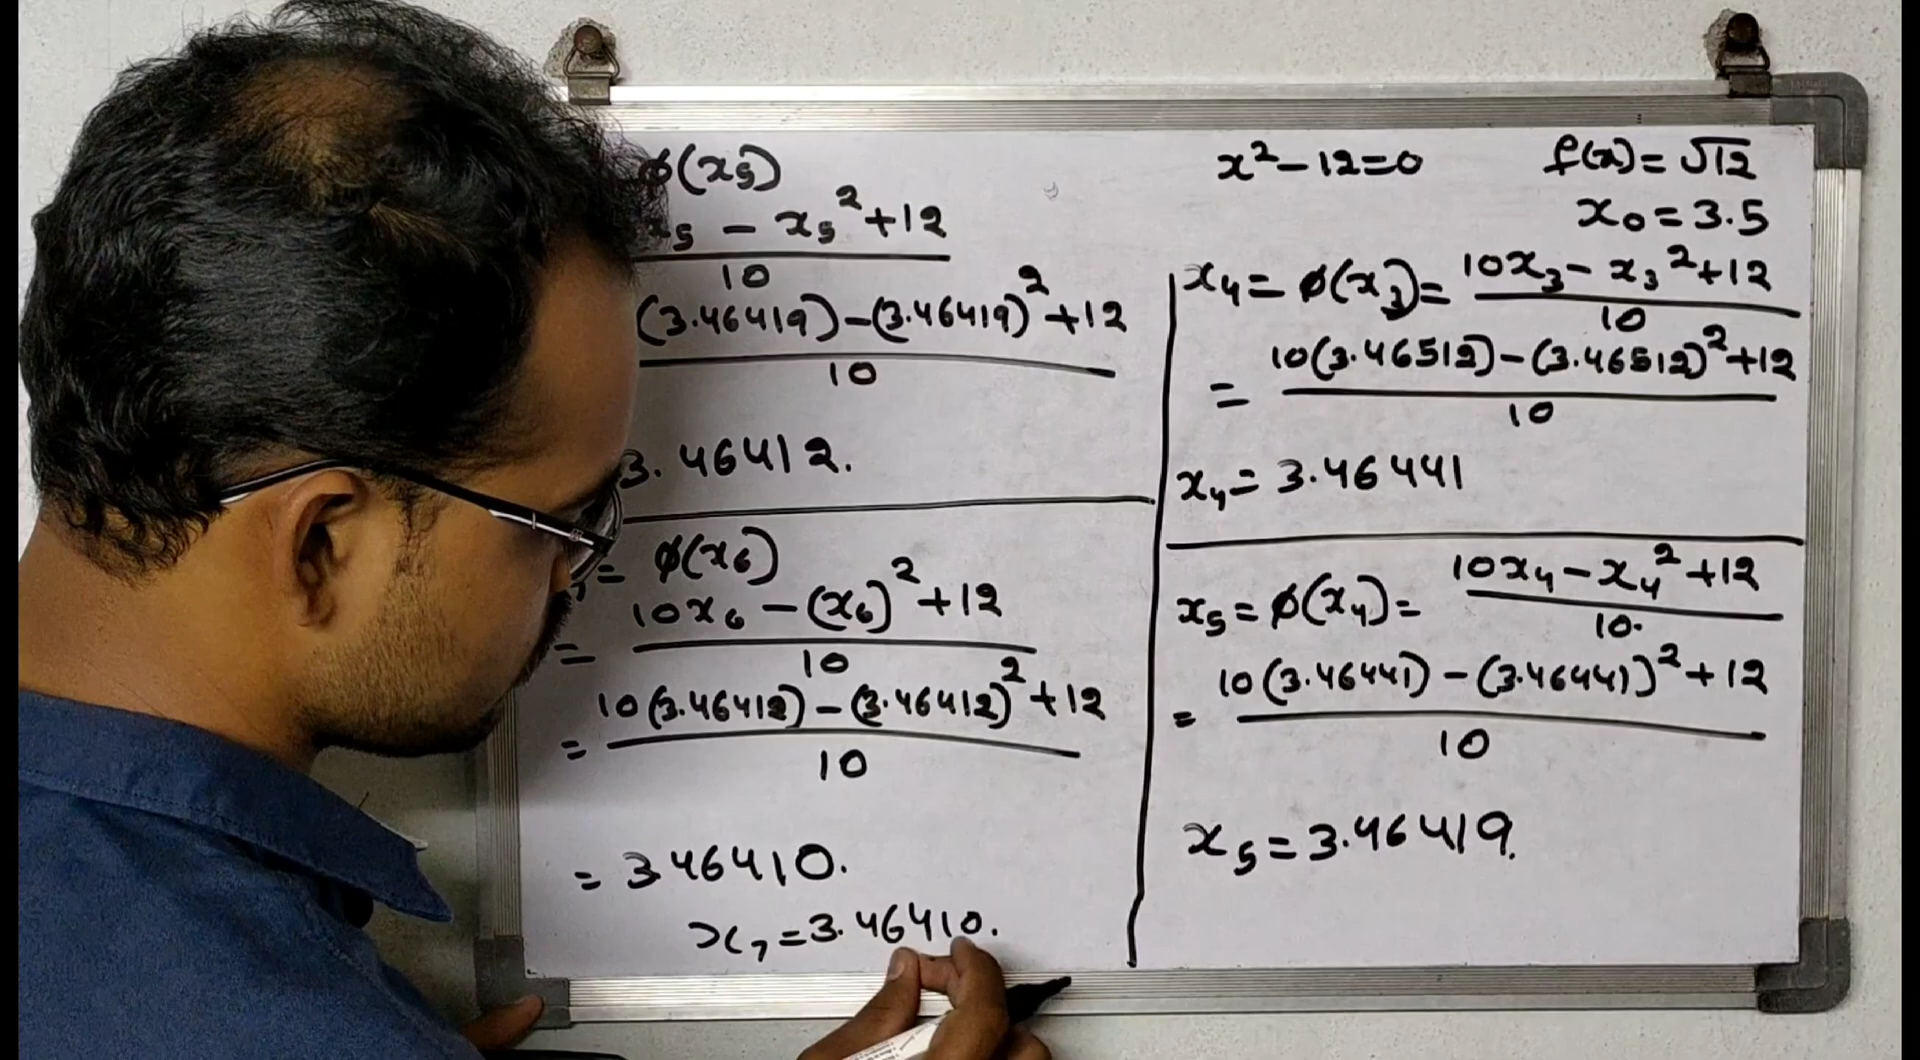 φ(x5)
x5 - x5²+12
10
(3.46419)-(3.46419)²+12
10
3.46412.
= φ(x6)
= 10x6 - (x6)²+12
10
= 10(3.46412)-(3.46412)²+12
10
= 346410.
x7=3.46410.
x²-12=0 f(x)=√12
x0=3.5
x4= φ(x3)= 10x3- x3²+12
10
= 10(3.46512)-(3.46512)²+12
10
x4= 3.46441
x5= φ(x4)= 10x4-x4²+12
10.
= 10(3.46441)-(3.46441)²+12
10
x5=3.46419.